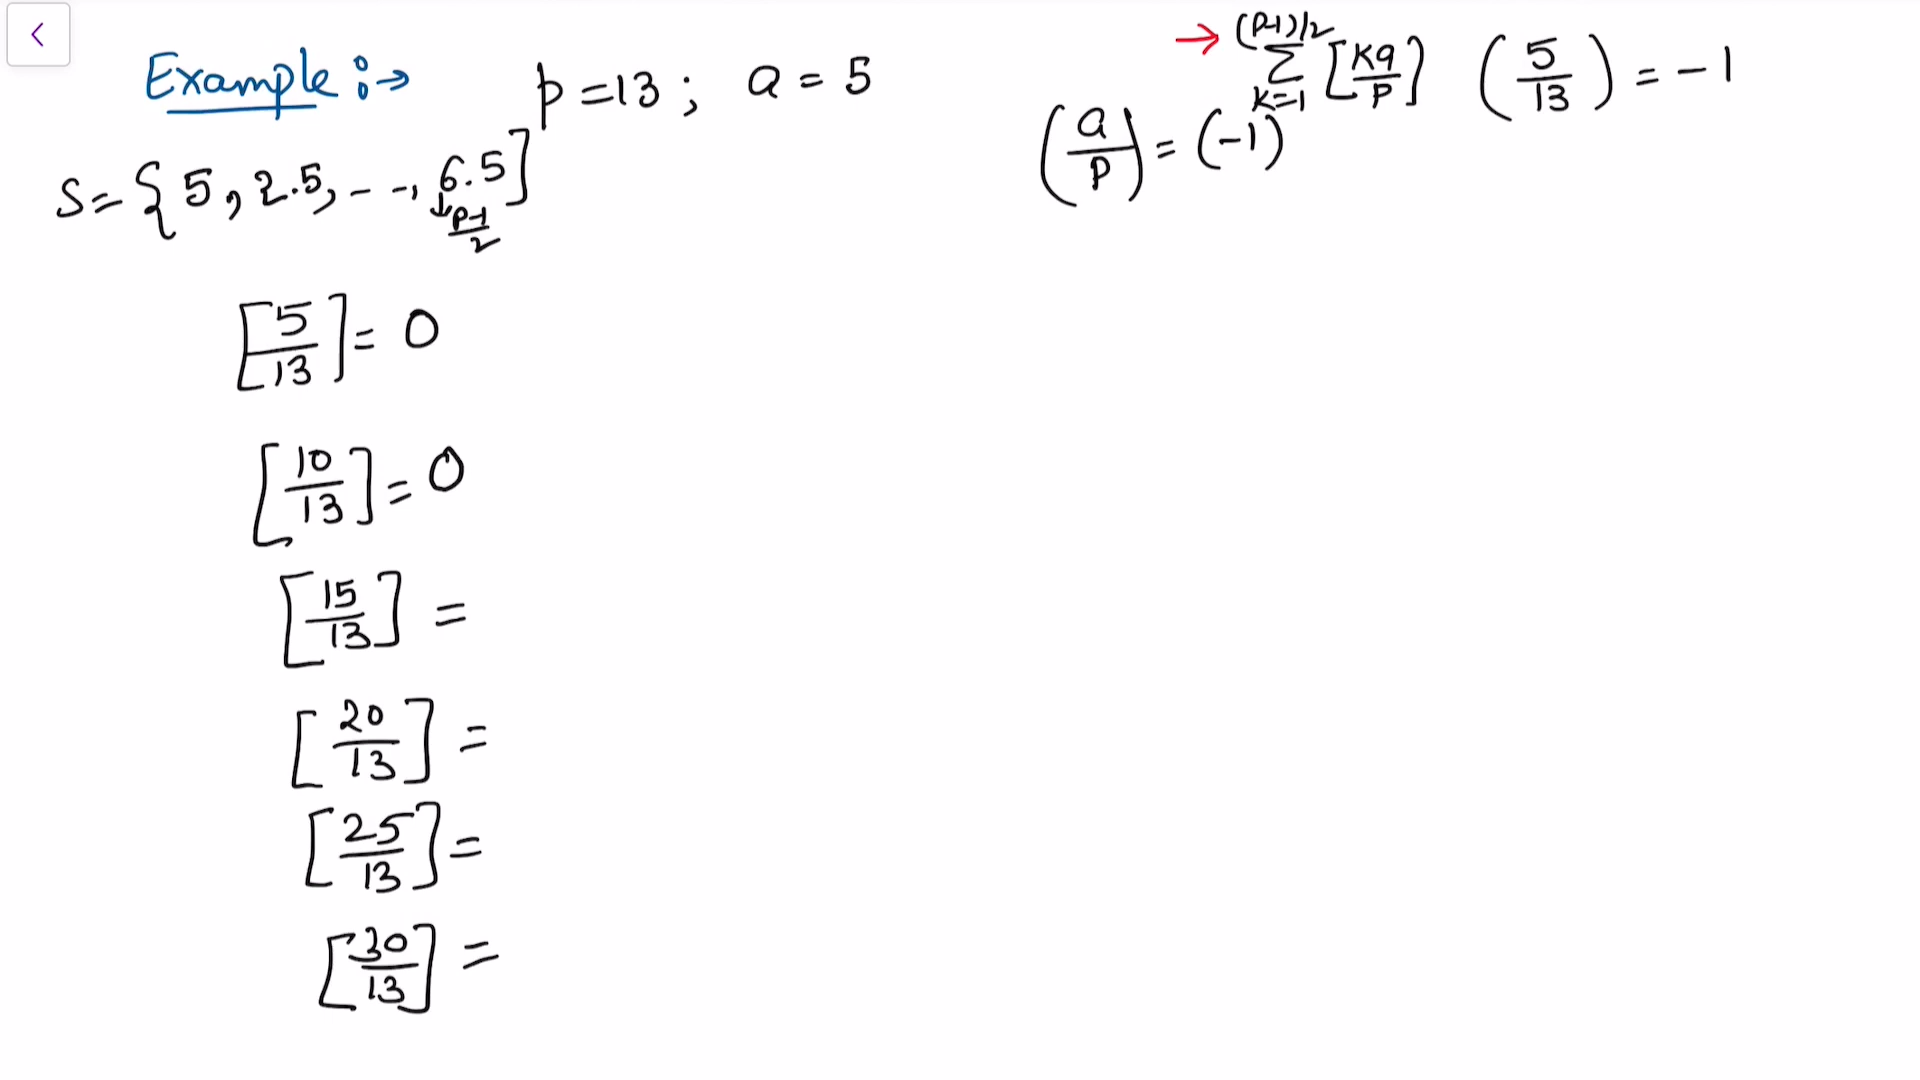 Example :→ p = 13 ; a = 5
S = { 5, 2.5, - - -, 6.5 ]
↓ p-1/2
→ (a/p) = (-1)^ (p-1)/2 Σ k=1 [ka/p] (5/13) = -1
[5/13] = 0
[10/13] = 0
[15/13] =
[20/13] =
[25/13] =
[30/13] =